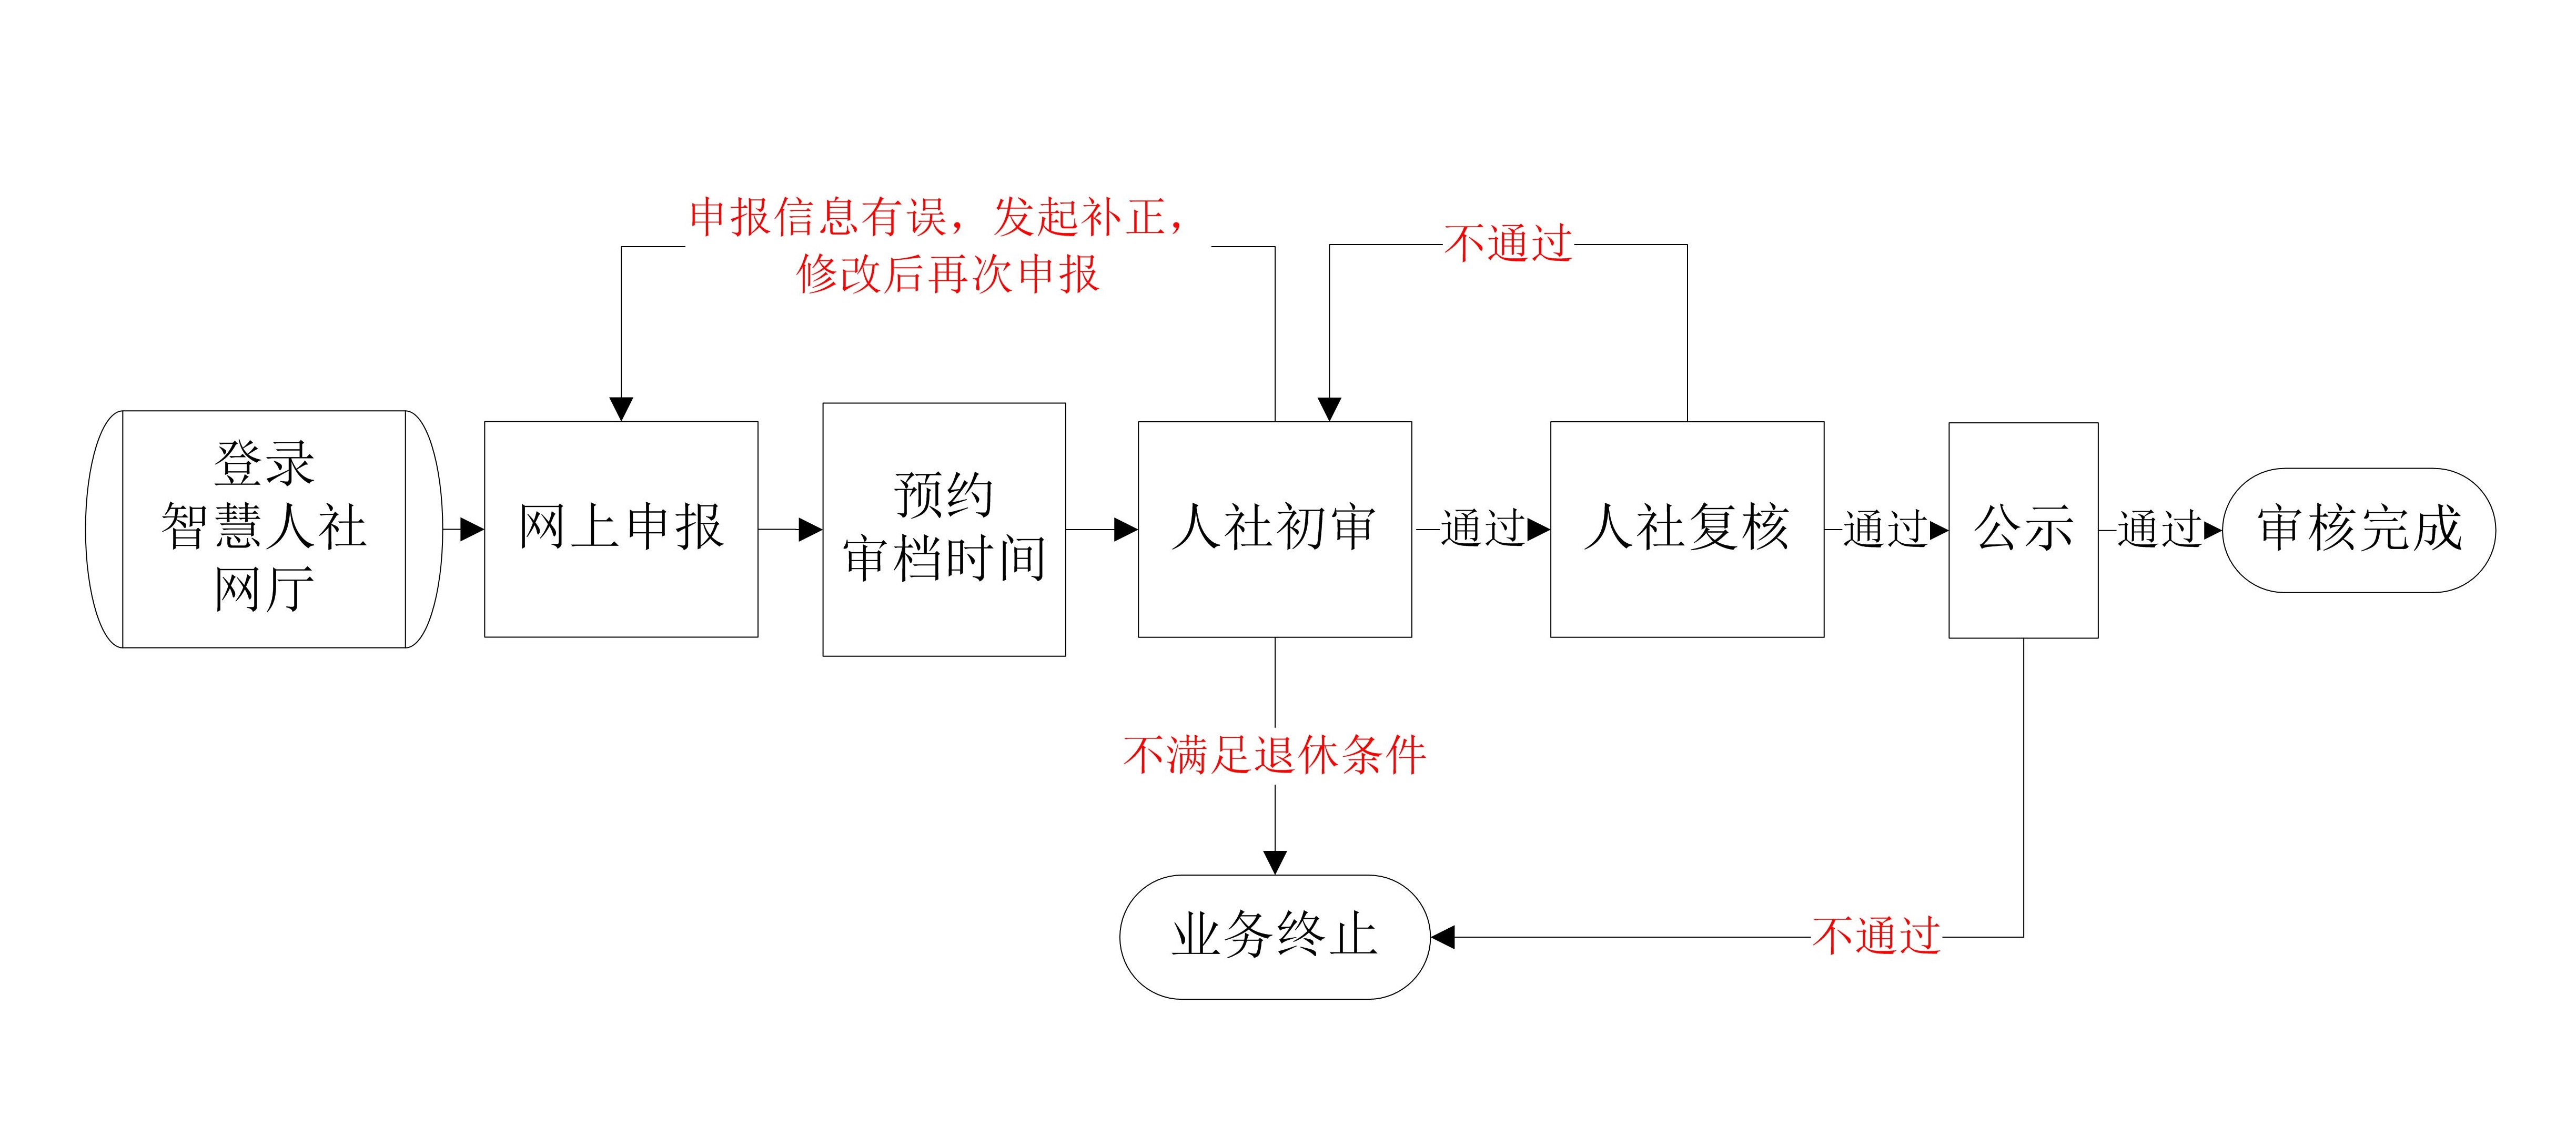 申报信息有误，发起补正，
修改后再次申报
不通过
登录
智慧人社
网厅
网上申报
预约
审档时间
人社初审
通过
人社复核
通过
公示
通过
审核完成
不满足退休条件
业务终止
不通过